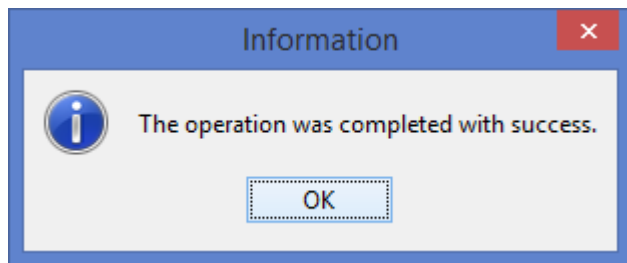 Information
The operation was completed with success.
OK